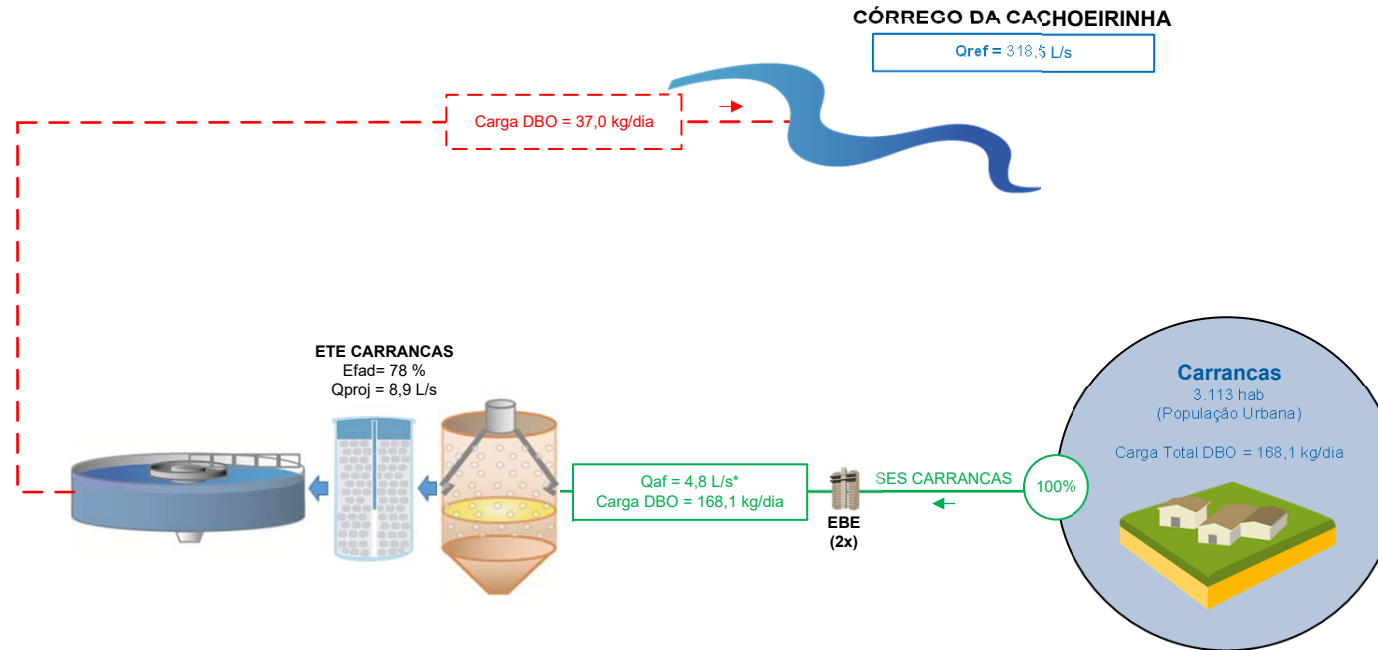 CÓRREGO DA CACHOEIRINHA
Qref = 318,5 L/s
Carga DBO = 37,0 kg/dia
ETE CARRANCAS
Efad= 78 %
Qproj = 8,9 L/s
Qaf = 4,8 L/s*
Carga DBO = 168,1 kg/dia
EBE
(2x)
SES CARRANCAS
100%
Carrancas
3.113 hab
(População Urbana)
Carga Total DBO = 168,1 kg/dia